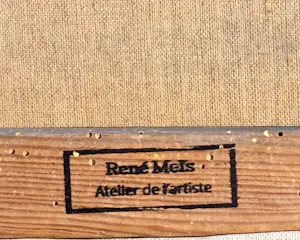 René Mels
Atelier de l'artiste